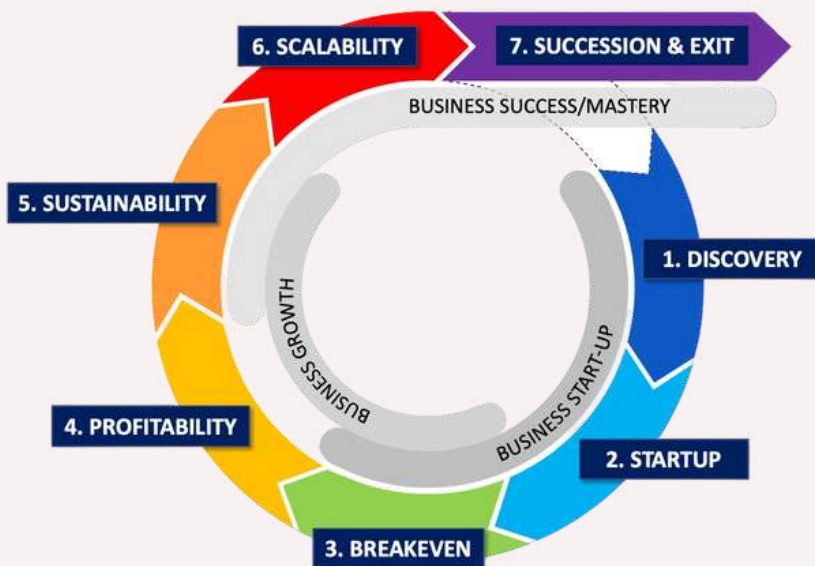 6. SCALABILITY
7. SUCCESSION & EXIT
BUSINESS SUCCESS/MASTERY
5. SUSTAINABILITY
1. DISCOVERY
BUSINESS GROWTH
BUSINESS START-UP
4. PROFITABILITY
2. STARTUP
3. BREAKEVEN